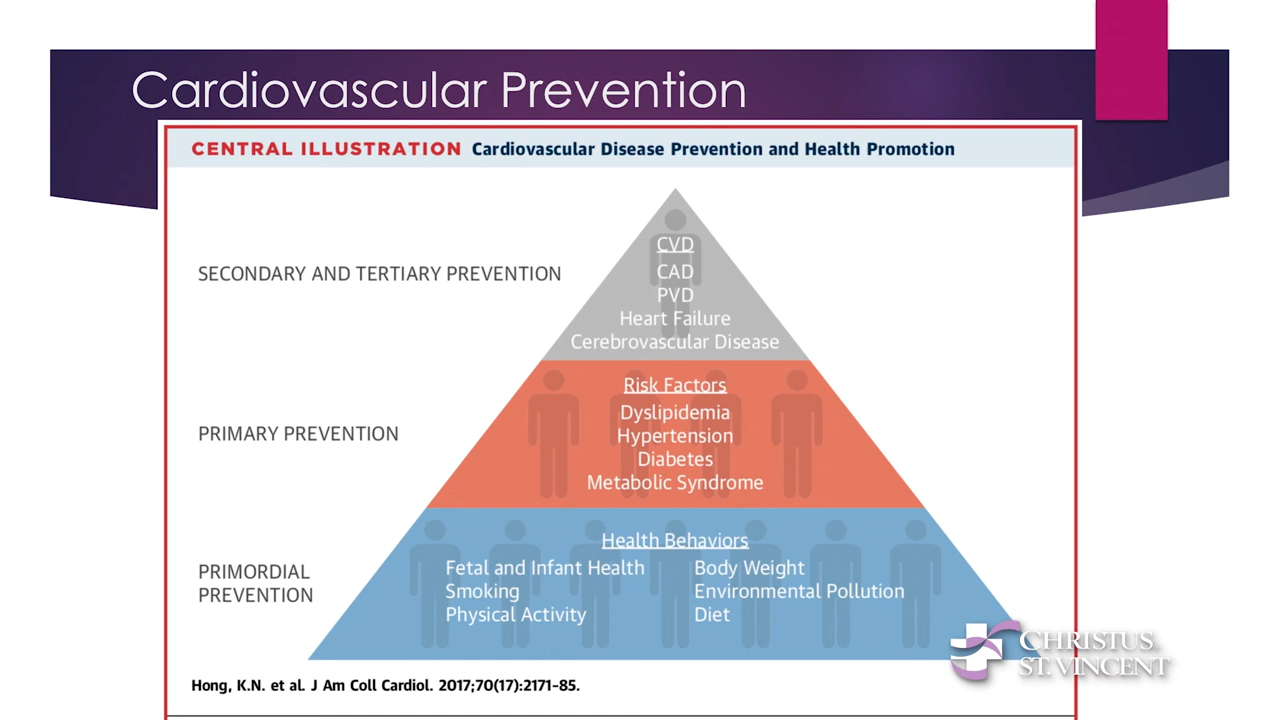 Cardiovascular Prevention
CENTRAL ILLUSTRATION Cardiovascular Disease Prevention and Health Promotion
SECONDARY AND TERTIARY PREVENTION
CVD
CAD
PVD
Heart Failure
Cerebrovascular Disease
PRIMARY PREVENTION
Risk Factors
Dyslipidemia
Hypertension
Diabetes
Metabolic Syndrome
PRIMORDIAL
PREVENTION
Health Behaviors
Fetal and Infant Health
Smoking
Physical Activity
Body Weight
Environmental Pollution
Diet
CHRISTUS
ST. VINCENT
Hong, K.N. et al. J Am Coll Cardiol. 2017;70(17):2171-85.